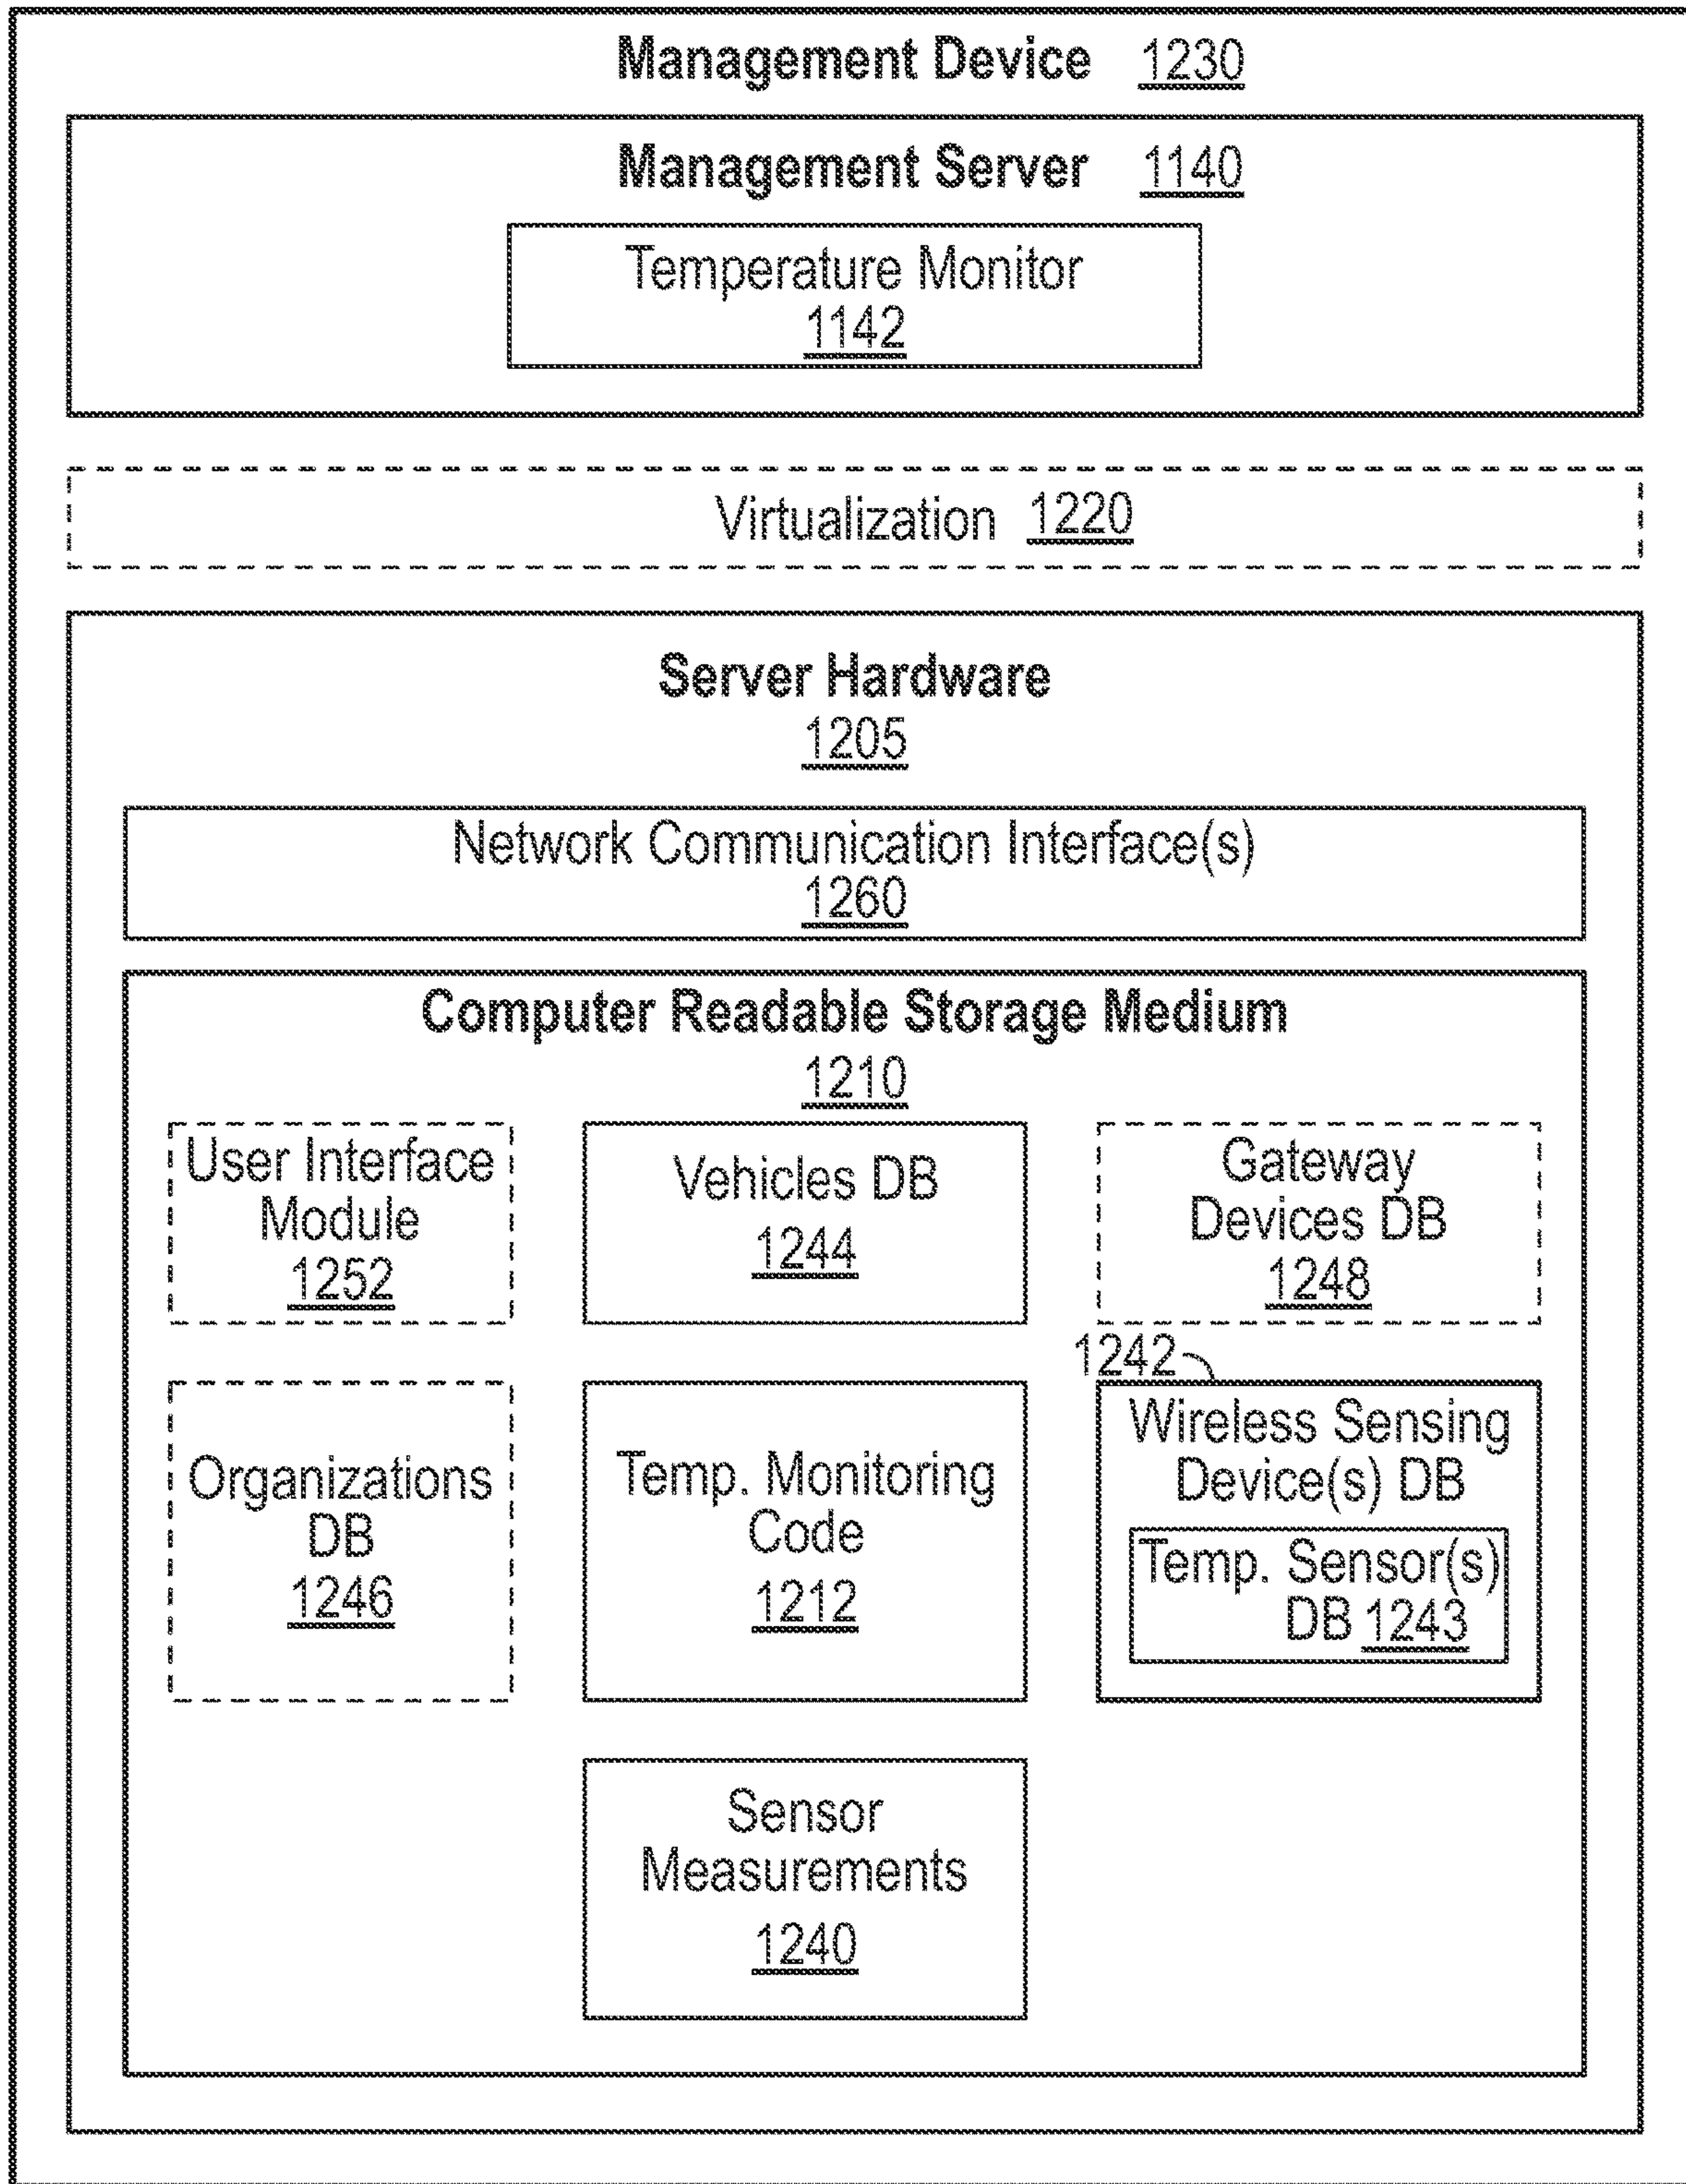 Management Device 1230
Management Server 1140
Temperature Monitor
1142
Virtualization 1220
Server Hardware
1205
Network Communication Interface(s)
1260
Computer Readable Storage Medium
1210
User Interface
Module
1252
Vehicles DB
1244
Gateway
Devices DB
1248
Organizations
DB
1246
Temp. Monitoring
Code
1212
1242
Wireless Sensing
Device(s) DB
Temp. Sensor(s)
DB 1243
Sensor
Measurements
1240